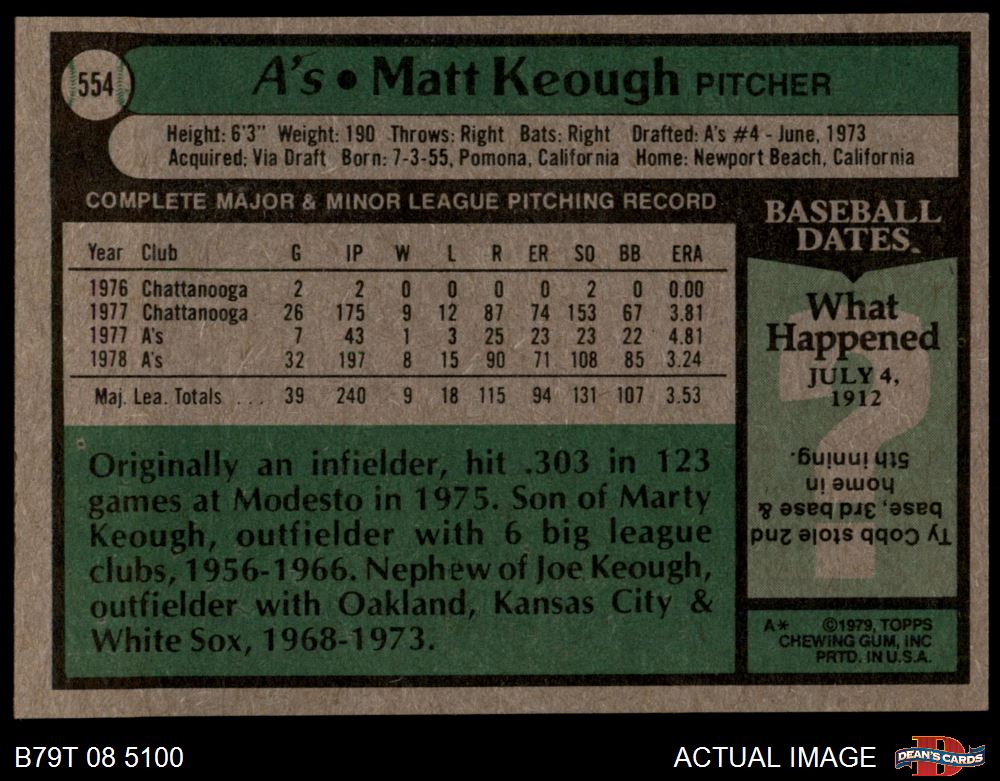 554
A's • Matt Keough PITCHER
Height: 6'3" Weight: 190 Throws: Right Bats: Right Drafted: A's #4 - June, 1973
Acquired: Via Draft Born: 7-3-55, Pomona, California Home: Newport Beach, California
COMPLETE MAJOR & MINOR LEAGUE PITCHING RECORD
Year Club G IP W L R ER SO BB ERA
1976 Chattanooga 2 2 0 0 0 0 2 0 0.00
1977 Chattanooga 26 175 9 12 87 74 153 67 3.81
1977 A's 7 43 1 3 25 23 23 22 4.81
1978 A's 32 197 8 15 90 71 108 85 3.24
Maj. Lea. Totals ... 39 240 9 18 115 94 131 107 3.53
Originally an infielder, hit .303 in 123
games at Modesto in 1975. Son of Marty
Keough, outfielder with 6 big league
clubs, 1956-1966. Nephew of Joe Keough,
outfielder with Oakland, Kansas City &
White Sox, 1968-1973.
BASEBALL
DATES
What
Happened
JULY 4,
1912
?
Ty Cobb stole 2nd
base, 3rd base &
home in
5th inning.
A* ©1979, TOPPS
CHEWING GUM, INC
PRTD. IN U.S.A.
B79T 08 5100
ACTUAL IMAGE
D
DEAN'S CARDS